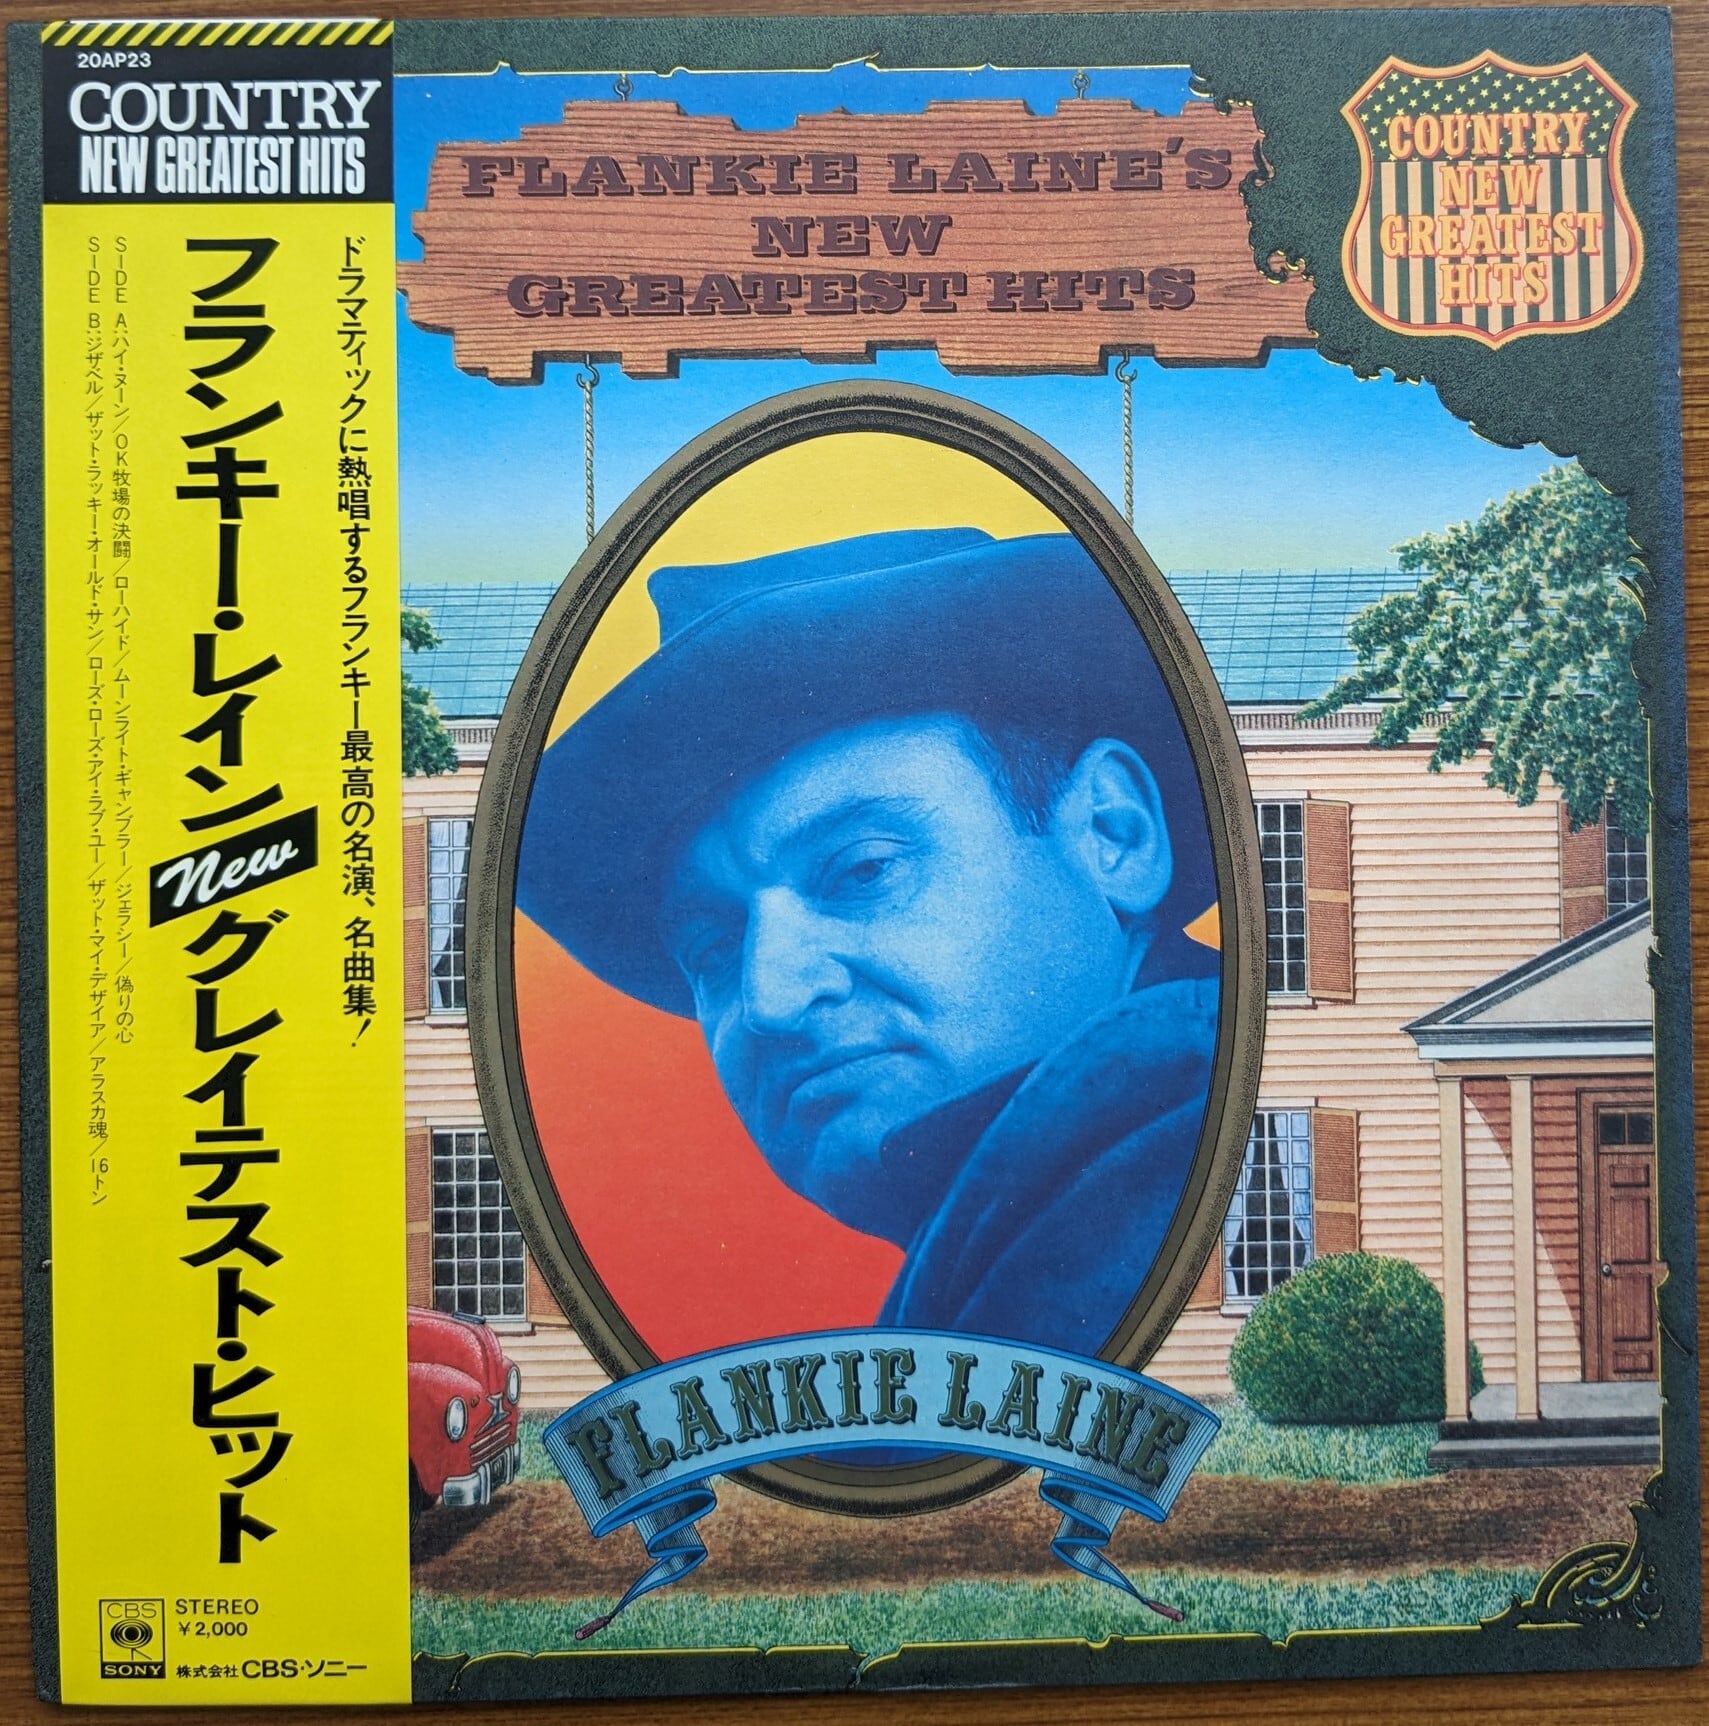 20AP23
COUNTRY
NEW GREATEST HITS
ドラマティックに熱唱するフランキー最高の名演、名曲集!
フランキー・レイン New グレイテスト・ヒット
SIDE A:ハイ・ヌーン/OK牧場の決闘/ローハイド/ムーンライト・ギャンブラー/ジェラシー/偽りの心
SIDE B:ジザベル/ザット・ラッキー・オールド・サン/ローズ・ローズ・アイ・ラブ・ユー/ザット・マイ・デザイア/アラスカ魂/16トン
CBS
SONY
STEREO
¥2,000
株式会社CBS・ソニー
FLANKIE LAINE'S
NEW
GREATEST HITS
COUNTRY
NEW
GREATEST
HITS
FLANKIE LAINE